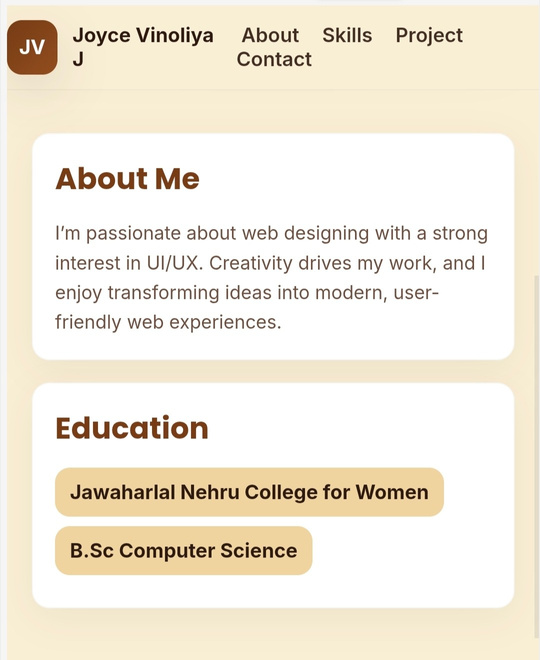 JV
Joyce Vinoliya
J
About Skills Project
Contact
About Me
I’m passionate about web designing with a strong
interest in UI/UX. Creativity drives my work, and I
enjoy transforming ideas into modern, user-
friendly web experiences.
Education
Jawaharlal Nehru College for Women
B.Sc Computer Science